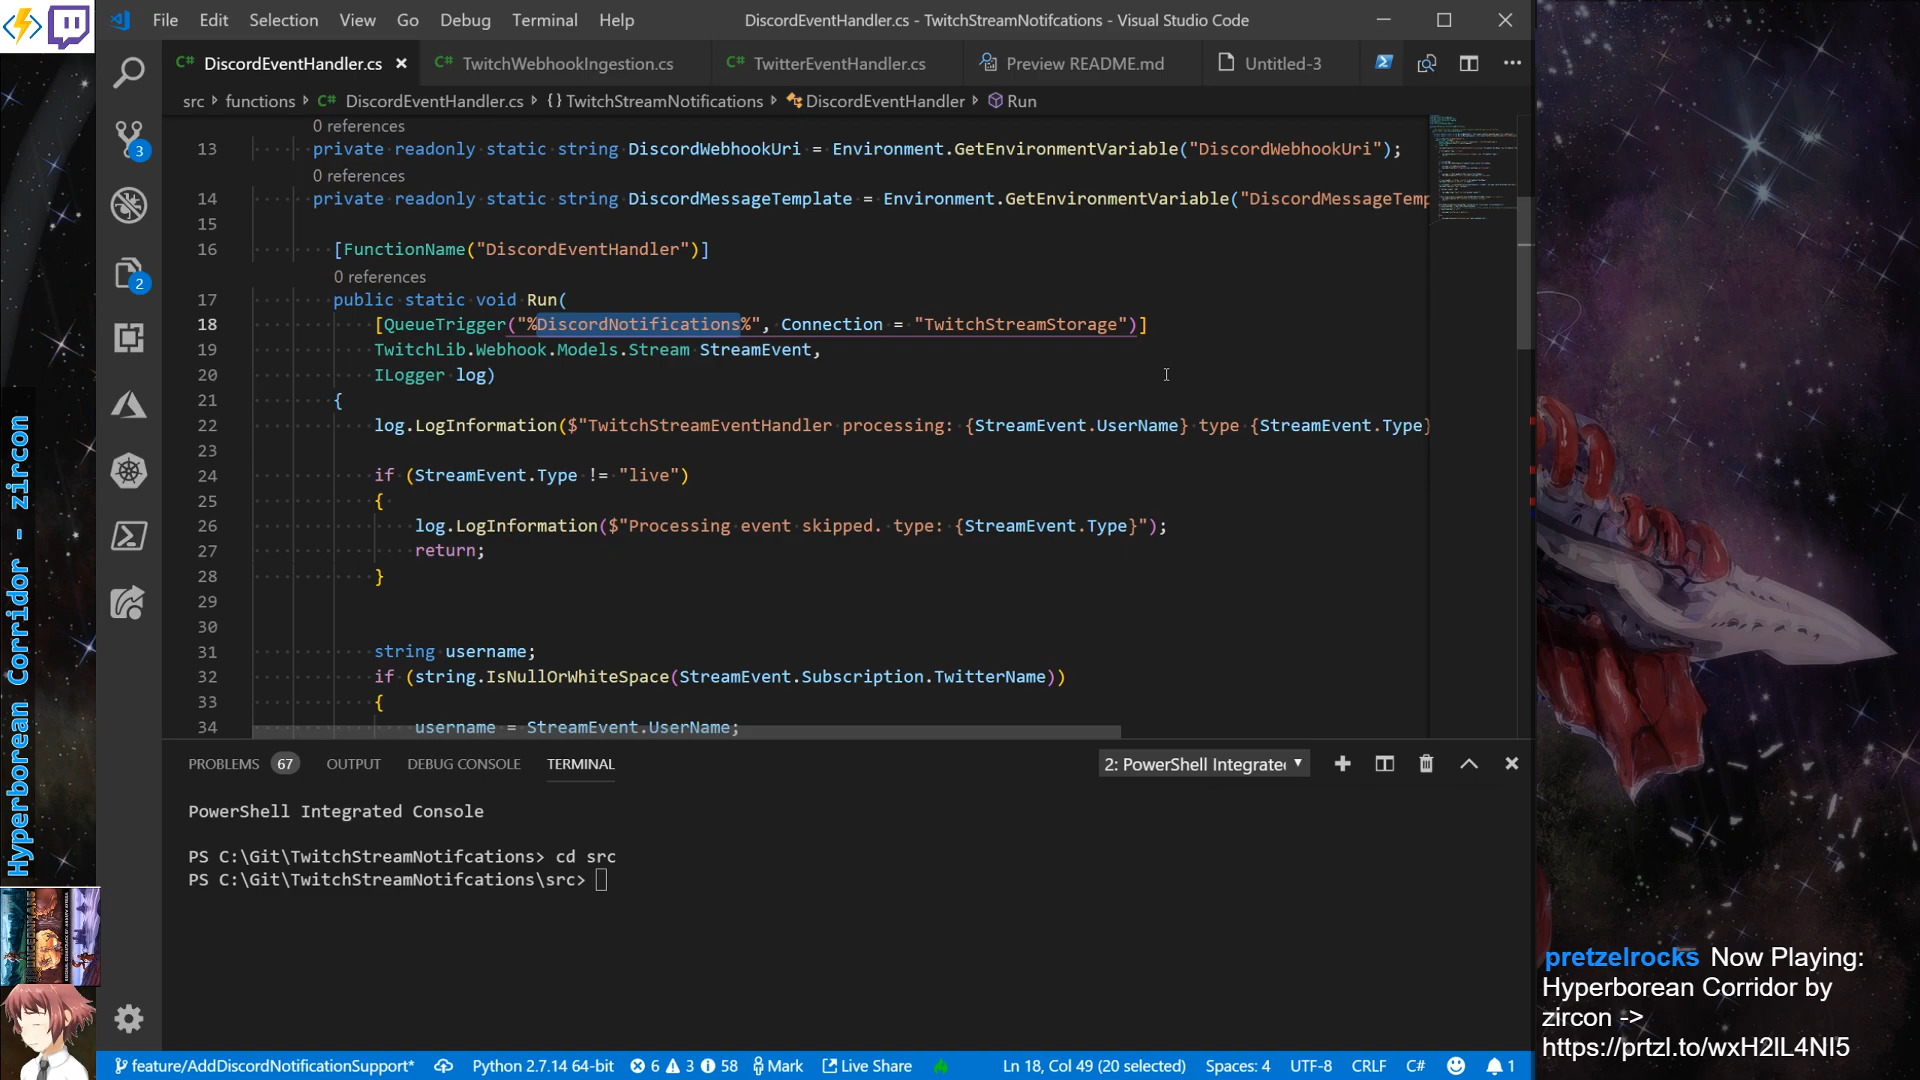 File Edit Selection View Go Debug Terminal Help DiscordEventHandler.cs - TwitchStreamNotifcations - Visual Studio Code
DiscordEventHandler.cs TwitchWebhookIngestion.cs TwitterEventHandler.cs Preview README.md Untitled-3
src > functions > DiscordEventHandler.cs > {} TwitchStreamNotifications > DiscordEventHandler > Run
0 references
13 private readonly static string DiscordWebhookUri = Environment.GetEnvironmentVariable("DiscordWebhookUri");
0 references
14 private readonly static string DiscordMessageTemplate = Environment.GetEnvironmentVariable("DiscordMessageTemp
15
16 [FunctionName("DiscordEventHandler")]
0 references
17 public static void Run(
18 [QueueTrigger("%DiscordNotifications%", Connection = "TwitchStreamStorage")]
19 TwitchLib.Webhook.Models.Stream StreamEvent,
20 ILogger log)
21 {
22 log.LogInformation($"TwitchStreamEventHandler processing: {StreamEvent.UserName} type {StreamEvent.Type}
23
24 if (StreamEvent.Type != "live")
25 {
26 log.LogInformation($"Processing event skipped. type: {StreamEvent.Type}");
27 return;
28 }
29
30
31 string username;
32 if (string.IsNullOrWhiteSpace(StreamEvent.Subscription.TwitterName))
33 {
34 username = StreamEvent.UserName;
3
2
PROBLEMS 67 OUTPUT DEBUG CONSOLE TERMINAL 2: PowerShell Integrate
PowerShell Integrated Console
PS C:\Git\TwitchStreamNotifcations> cd src
PS C:\Git\TwitchStreamNotifcations\src>
feature/AddDiscordNotificationSupport* Python 2.7.14 64-bit 6 3 58 Mark Live Share Ln 18, Col 49 (20 selected) Spaces: 4 UTF-8 CRLF C# 1
Hyperborean Corridor - zircon
pretzelrocks Now Playing:
Hyperborean Corridor by
zircon ->
https://prtzl.to/wxH2lL4NI5